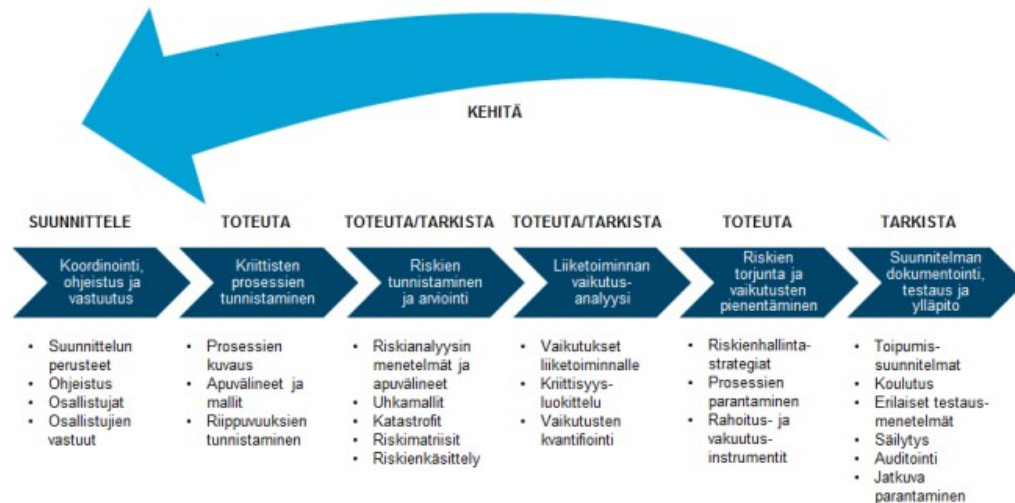 KEHITÄ
SUUNNITTELE
TOTEUTA
TOTEUTA/TARKISTA
TOTEUTA/TARKISTA
TOTEUTA
TARKISTA
Koordinointi,
ohjeistus ja
vastuutus
Kriittisten
prosessien
tunnistaminen
Riskien
tunnistaminen
ja arviointi
Liiketoiminnan
vaikutus-
analyysi
Riskien
torjunta ja
vaikutusten
pienentäminen
Suunnitelman
dokumentointi,
testaus ja
ylläpito
• Suunnittelun
perusteet
• Ohjeistus
• Osallistujat
• Osallistujien
vastuut
• Prosessien
kuvaus
• Apuvälineet ja
mallit
• Riippuvuuksien
tunnistaminen
• Riskianalyysin
menetelmät ja
apuvälineet
• Uhkamallit
• Katastrofit
• Riskimatriisit
• Riskienkäsittely
• Vaikutukset
liiketoiminnalle
• Kriittisyys-
luokittelu
• Vaikutusten
kvantifiointi
• Riskienhallinta-
strategiat
• Prosessien
parantaminen
• Rahoitus- ja
vakuutus-
instrumentit
• Toipumis-
suunnitelmat
• Koulutus
• Erilaiset testaus-
menetelmät
• Säilytys
• Auditointi
• Jatkuva
parantaminen